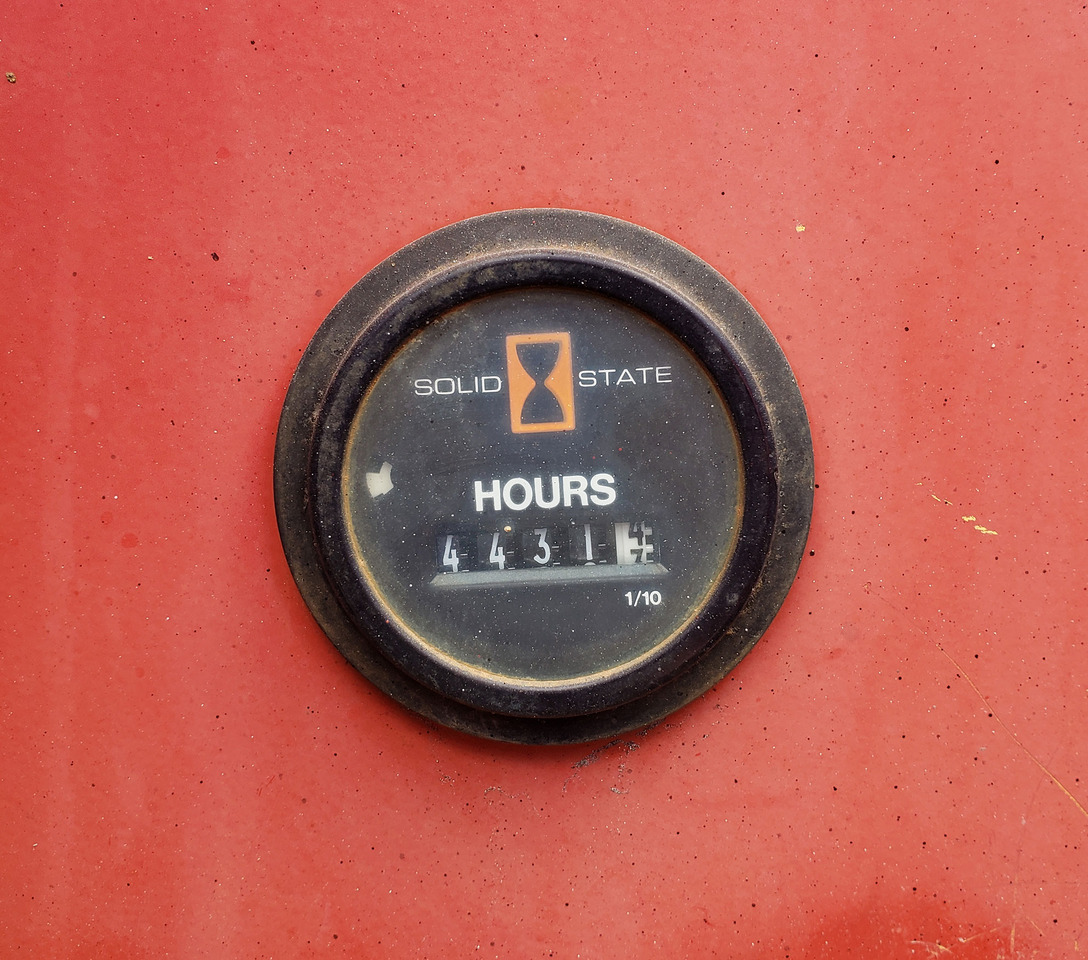 SOLID STATE
HOURS
4431
1/10